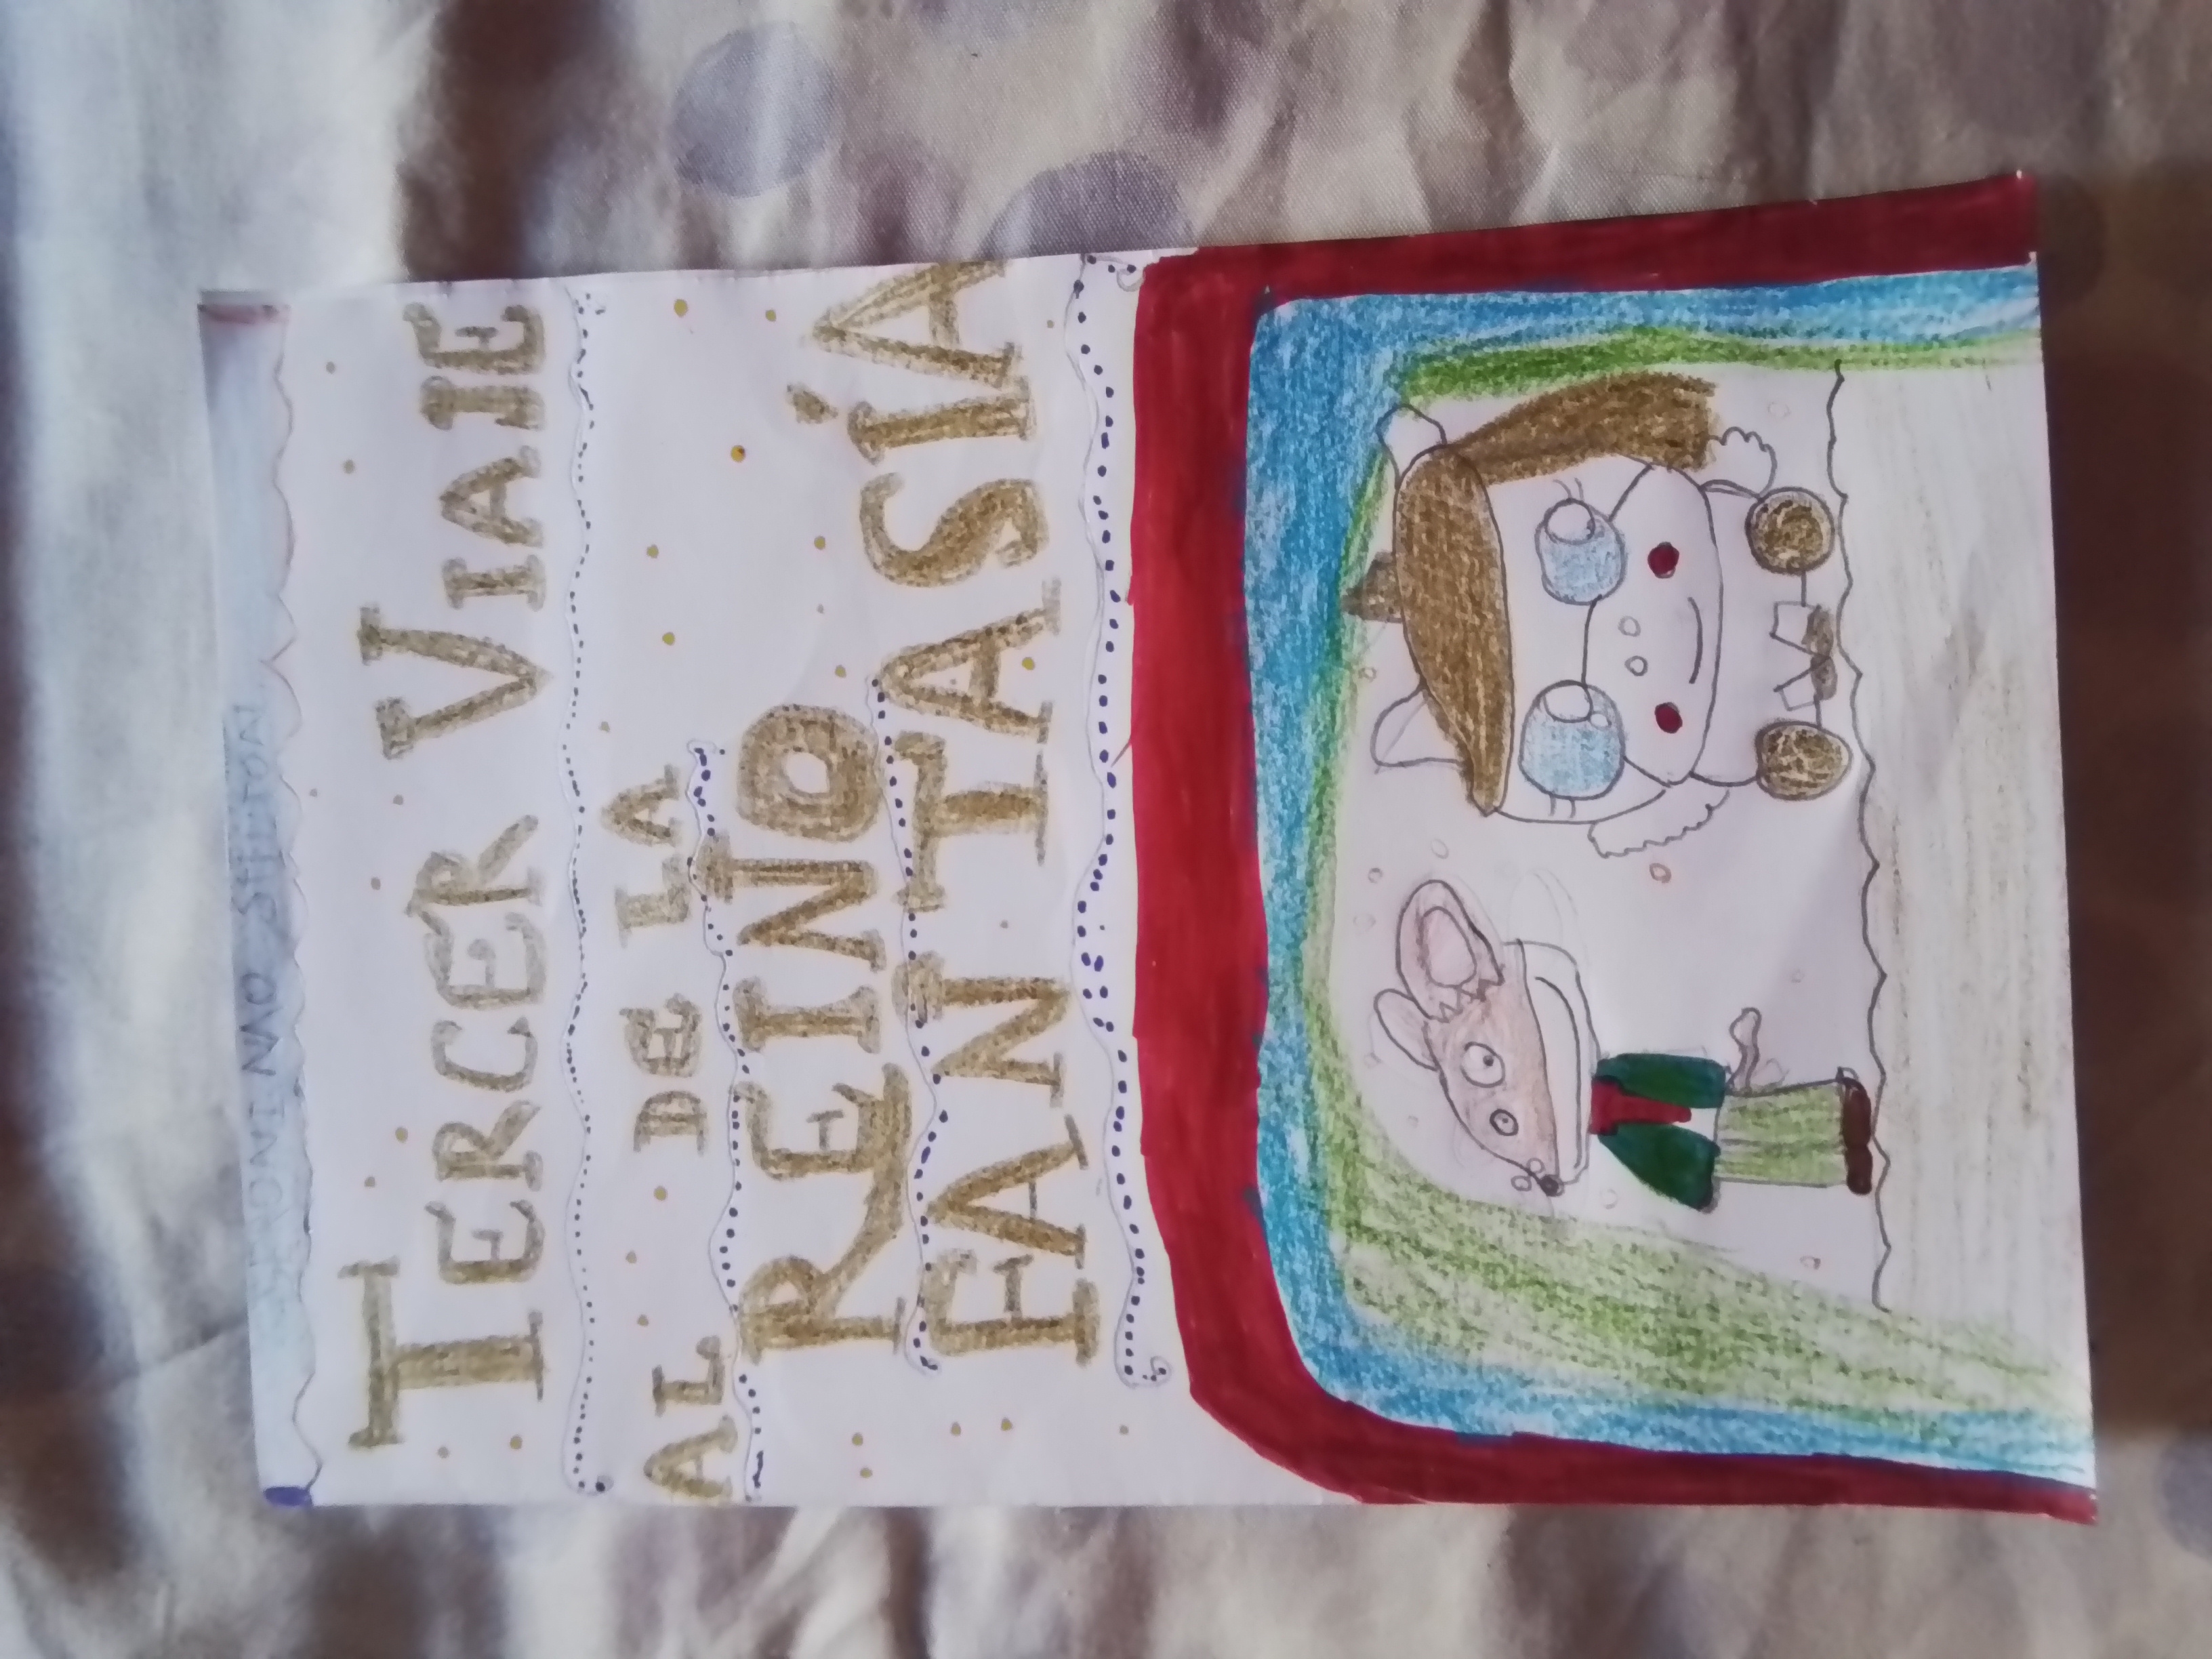 GERONIMO STILTON
TERCER VIAJE
AL DE LA
REINO
FANTASÍA